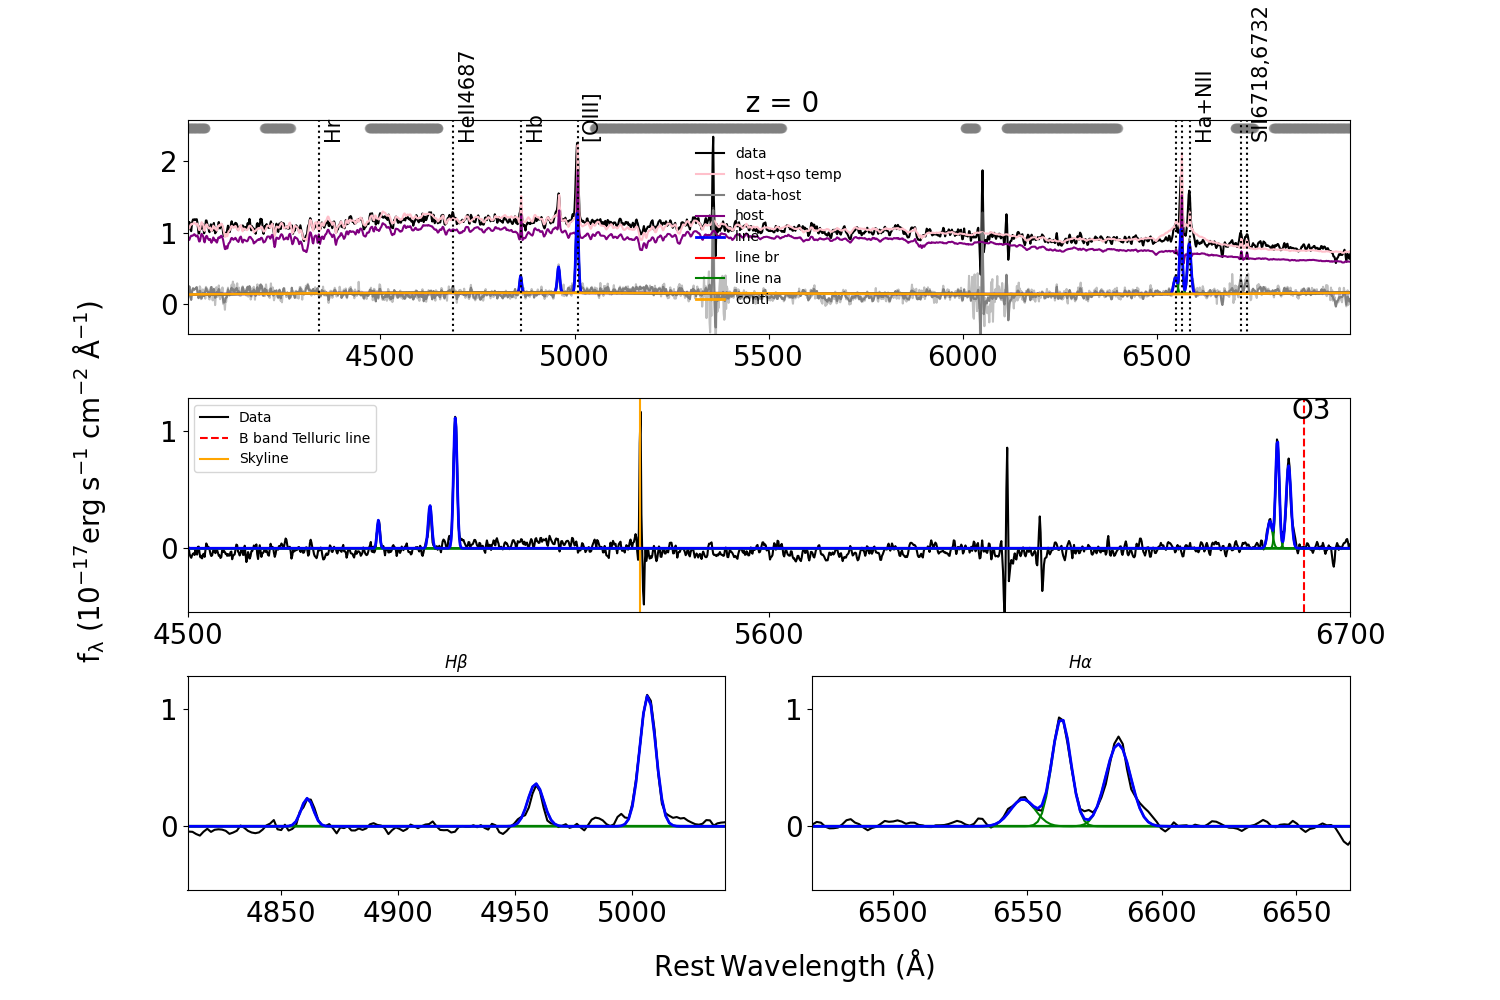 z = 0
Hr
HeII4687
Hb
[OIII]
Ha+NII
SII6718,6732
data
host+qso temp
data-host
host
line
line br
line na
conti
2
1
0
4500
5000
5500
6000
6500
Data
B band Telluric line
Skyline
O3
1
0
4500
5600
6700
fλ (10⁻¹⁷erg s⁻¹ cm⁻² Å⁻¹)
Hβ
1
0
4850
4900
4950
5000
Hα
1
0
6500
6550
6600
6650
Rest Wavelength (Å)